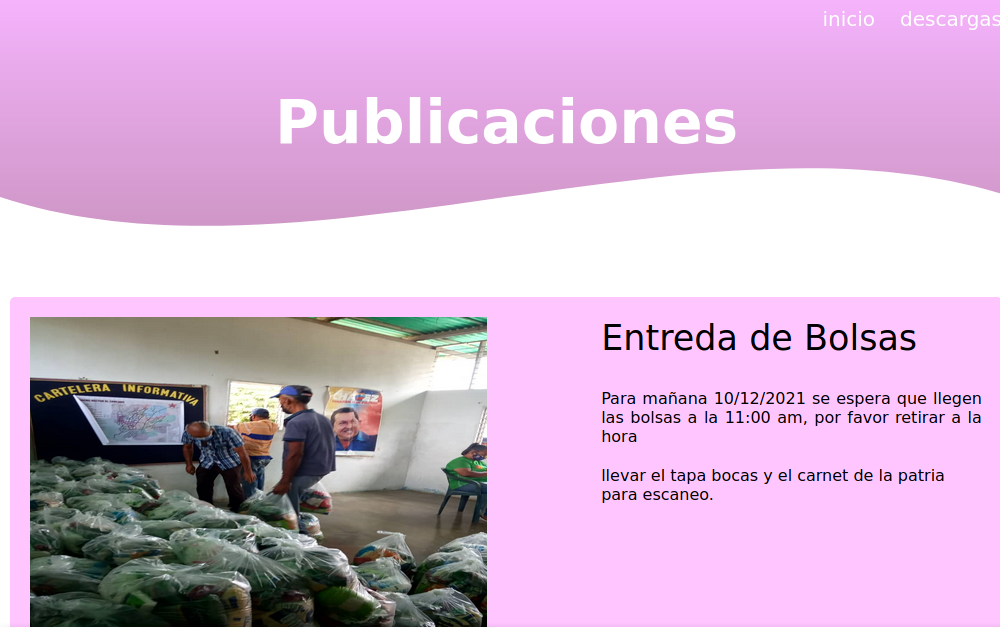 inicio descargas
Publicaciones
CARTELERA INFORMATIVA
Entreda de Bolsas
Para mañana 10/12/2021 se espera que llegen
las bolsas a la 11:00 am, por favor retirar a la
hora
llevar el tapa bocas y el carnet de la patria
para escaneo.